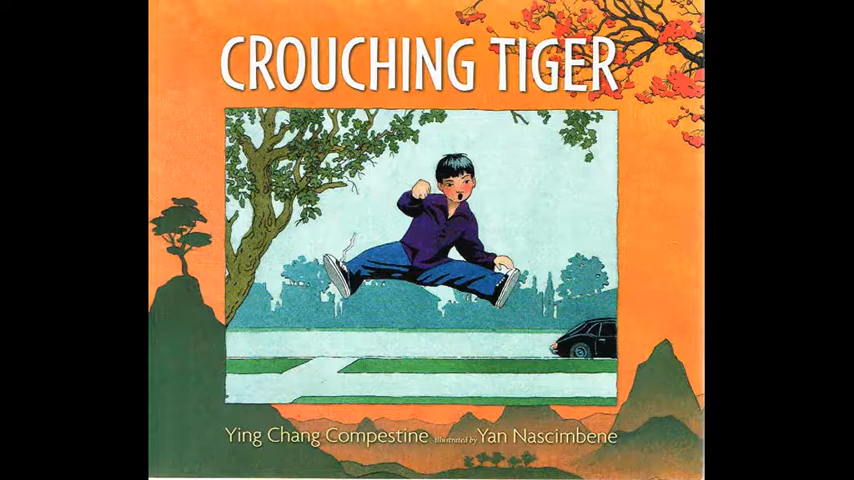 CROUCHING TIGER
Ying Chang Compestine illustrated by Yan Nascimbene